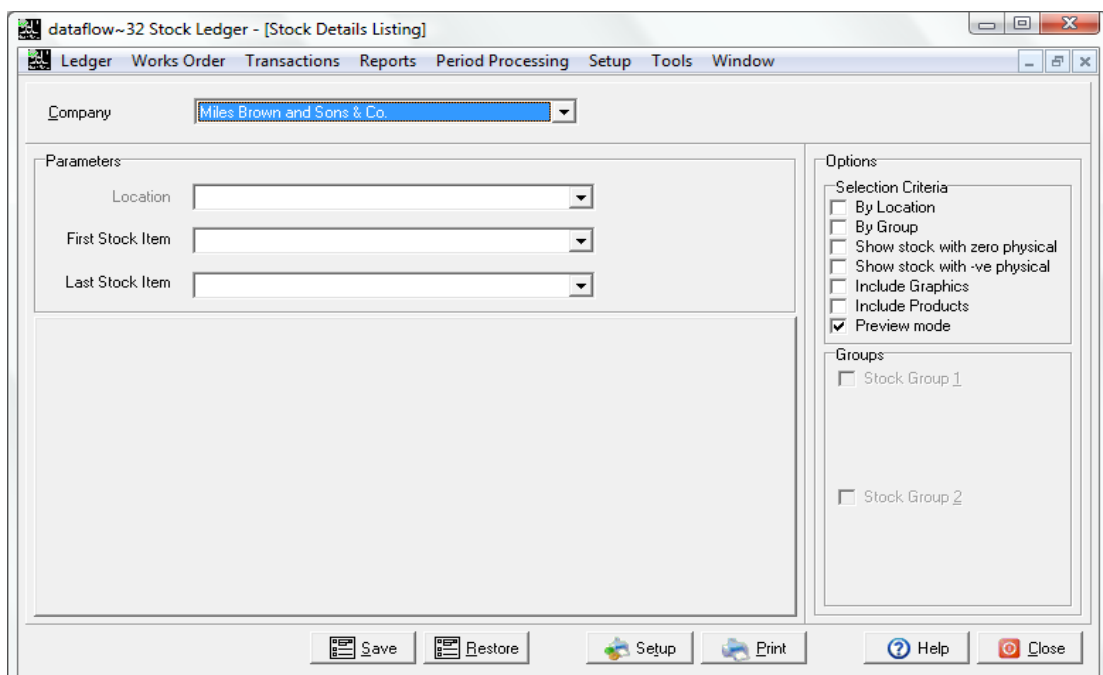 dataflow~32 Stock Ledger - [Stock Details Listing]
Ledger Works Order Transactions Reports Period Processing Setup Tools Window
Company Miles Brown and Sons & Co.
Parameters
Location
First Stock Item
Last Stock Item
Options
Selection Criteria
By Location
By Group
Show stock with zero physical
Show stock with -ve physical
Include Graphics
Include Products
Preview mode
Groups
Stock Group 1
Stock Group 2
Save Restore Setup Print Help Close